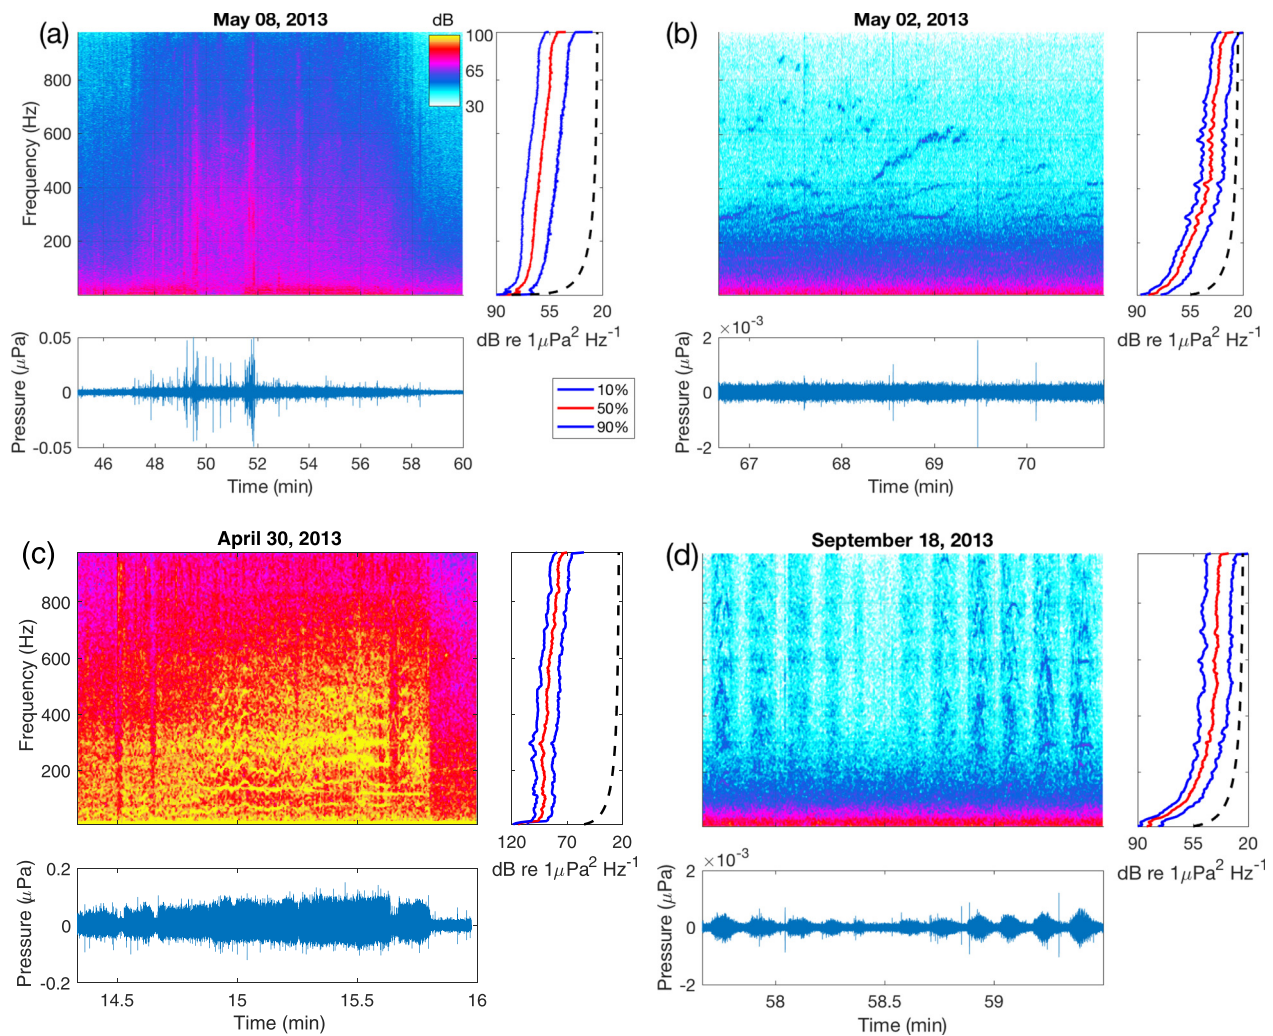 (a)
May 08, 2013
dB
100
65
30
Frequency (Hz)
800
600
400
200
90
55
20
dB re 1μPa² Hz⁻¹
Pressure (μPa)
0.05
0
-0.05
46
48
50
52
54
56
58
60
Time (min)
10%
50%
90%
(b)
May 02, 2013
90
55
20
dB re 1μPa² Hz⁻¹
×10⁻³
Pressure (μPa)
2
0
-2
67
68
69
70
Time (min)
(c)
April 30, 2013
Frequency (Hz)
800
600
400
200
120
70
20
dB re 1μPa² Hz⁻¹
Pressure (μPa)
0.2
0
-0.2
14.5
15
15.5
16
Time (min)
(d)
September 18, 2013
90
55
20
dB re 1μPa² Hz⁻¹
×10⁻³
Pressure (μPa)
2
0
-2
58
58.5
59
Time (min)